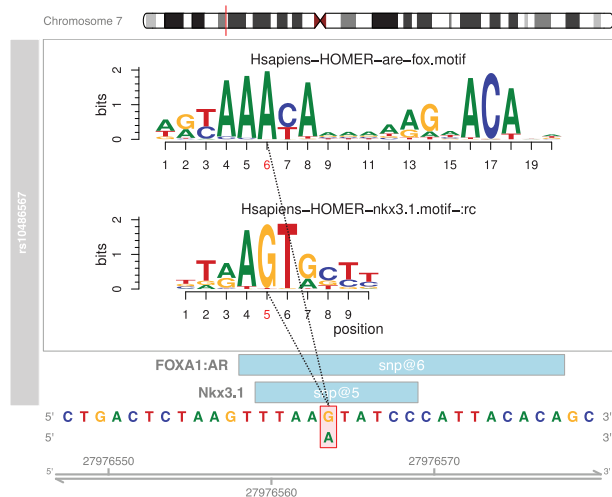 Chromosome 7
rs10486567
Hsapiens-HOMER-are-fox.motif
bits
2
1
0
1 2 3 4 5 6 7 8 9 11 13 15 17 19
Hsapiens-HOMER-nkx3.1.motif-:rc
bits
2
1
0
1 2 3 4 5 6 7 8 9
position
FOXA1:AR
snp@6
Nkx3.1
snp@5
5' C T G A C T C T A A G T T T A A G T A T C C C A T T A C A C A G C 3'
5' A 3'
5' 27976550 27976570 3'
27976560